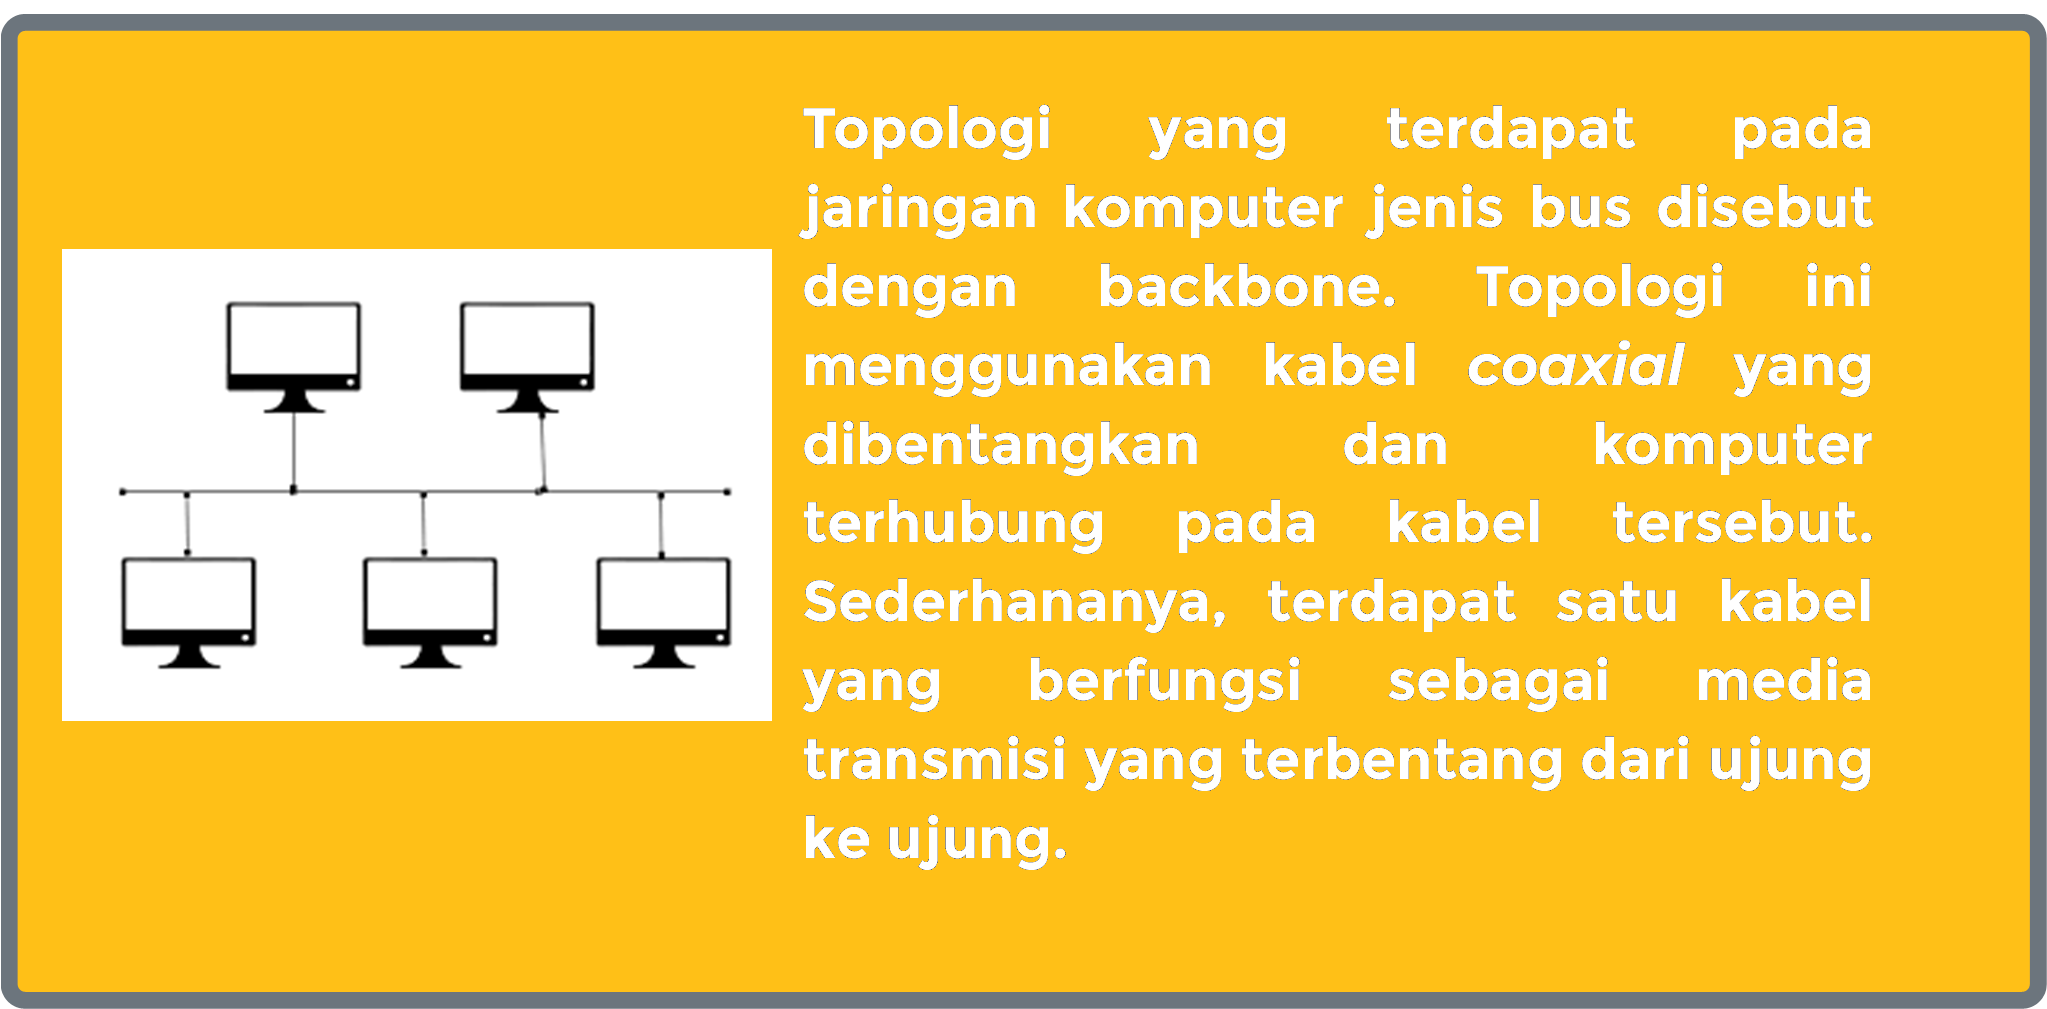 Topologi yang terdapat pada
jaringan komputer jenis bus disebut
dengan backbone. Topologi ini
menggunakan kabel coaxial yang
dibentangkan dan komputer
terhubung pada kabel tersebut.
Sederhananya, terdapat satu kabel
yang berfungsi sebagai media
transmisi yang terbentang dari ujung
ke ujung.